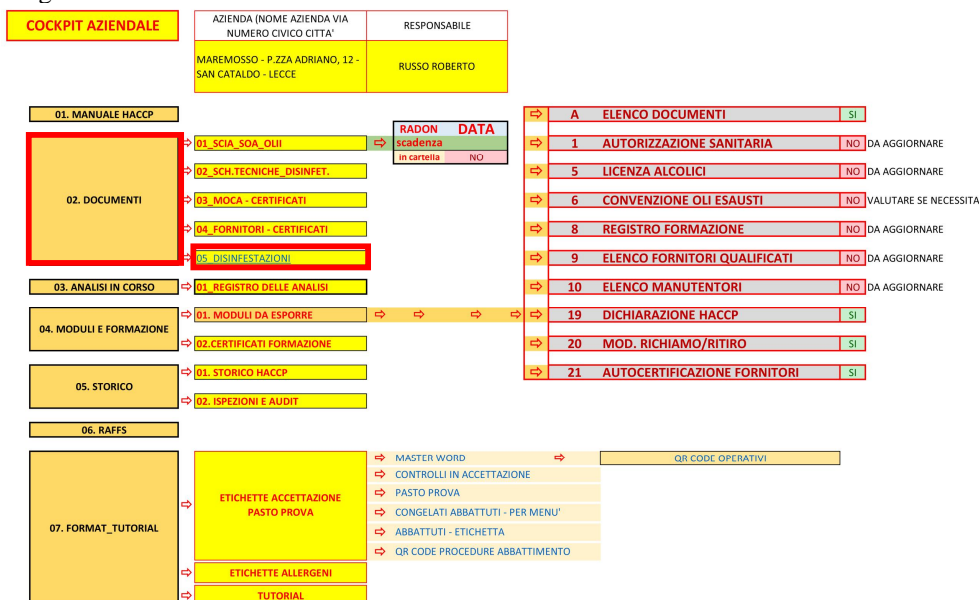 COCKPIT AZIENDALE
AZIENDA (NOME AZIENDA VIA
NUMERO CIVICO CITTA'
RESPONSABILE
MAREMOSSO - P.ZZA ADRIANO, 12 -
SAN CATALDO - LECCE
RUSSO ROBERTO
01. MANUALE HACCP
A ELENCO DOCUMENTI SI
RADON DATA
scadenza
in cartella NO
02. DOCUMENTI
01_SCIA_SOA_OLII
1 AUTORIZZAZIONE SANITARIA NO DA AGGIORNARE
02_SCH.TECNICHE_DISINFET.
5 LICENZA ALCOLICI NO DA AGGIORNARE
03_MOCA - CERTIFICATI
6 CONVENZIONE OLI ESAUSTI NO VALUTARE SE NECESSITA
04_FORNITORI - CERTIFICATI
8 REGISTRO FORMAZIONE NO DA AGGIORNARE
05_DISINFESTAZIONI
9 ELENCO FORNITORI QUALIFICATI NO DA AGGIORNARE
03. ANALISI IN CORSO
01_REGISTRO DELLE ANALISI
10 ELENCO MANUTENTORI NO DA AGGIORNARE
04. MODULI E FORMAZIONE
01. MODULI DA ESPORRE
19 DICHIARAZIONE HACCP SI
02.CERTIFICATI FORMAZIONE
20 MOD. RICHIAMO/RITIRO SI
05. STORICO
01. STORICO HACCP
21 AUTOCERTIFICAZIONE FORNITORI SI
02. ISPEZIONI E AUDIT
06. RAFFS
07. FORMAT_TUTORIAL
ETICHETTE ACCETTAZIONE
PASTO PROVA
MASTER WORD
QR CODE OPERATIVI
CONTROLLI IN ACCETTAZIONE
PASTO PROVA
CONGELATI ABBATTUTI - PER MENU'
ABBATTUTI - ETICHETTA
QR CODE PROCEDURE ABBATTIMENTO
ETICHETTE ALLERGENI
TUTORIAL